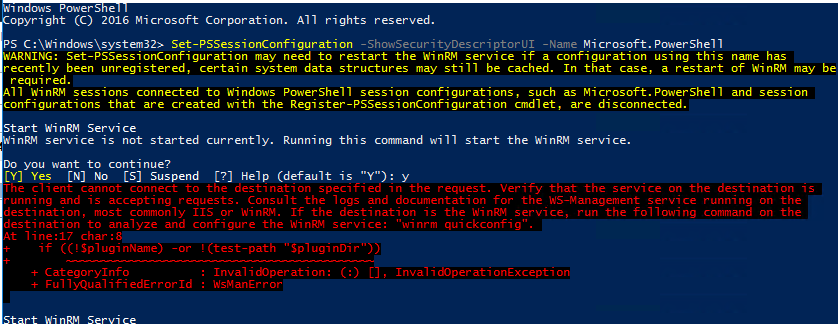 Windows PowerShell
Copyright (C) 2016 Microsoft Corporation. All rights reserved.
PS C:\Windows\system32> Set-PSSessionConfiguration -ShowSecurityDescriptorUI -Name Microsoft.PowerShell
WARNING: Set-PSSessionConfiguration may need to restart the WinRM service if a configuration using this name has
recently been unregistered, certain system data structures may still be cached. In that case, a restart of WinRM may be
 required.
All WinRM sessions connected to Windows PowerShell session configurations, such as Microsoft.PowerShell and session
configurations that are created with the Register-PSSessionConfiguration cmdlet, are disconnected.
Start WinRM Service
WinRM service is not started currently. Running this command will start the WinRM service.
Do you want to continue?
[Y] Yes  [N] No  [S] Suspend  [?] Help (default is "Y"): y
The client cannot connect to the destination specified in the request. Verify that the service on the destination is
running and is accepting requests. Consult the logs and documentation for the WS-Management service running on the
destination, most commonly IIS or WinRM. If the destination is the WinRM service, run the following command on the
destination to analyze and configure the WinRM service: "winrm quickconfig".
At line:17 char:8
+     if ((!$pluginName) -or !(test-path "$pluginDir"))
+        ~~~~~~~~~~~~~~~~~~~~~~~~~~~~~~~~~~~~~~~~~~
    + CategoryInfo          : InvalidOperation: (:) [], InvalidOperationException
    + FullyQualifiedErrorId : WsManError
Start WinRM Service